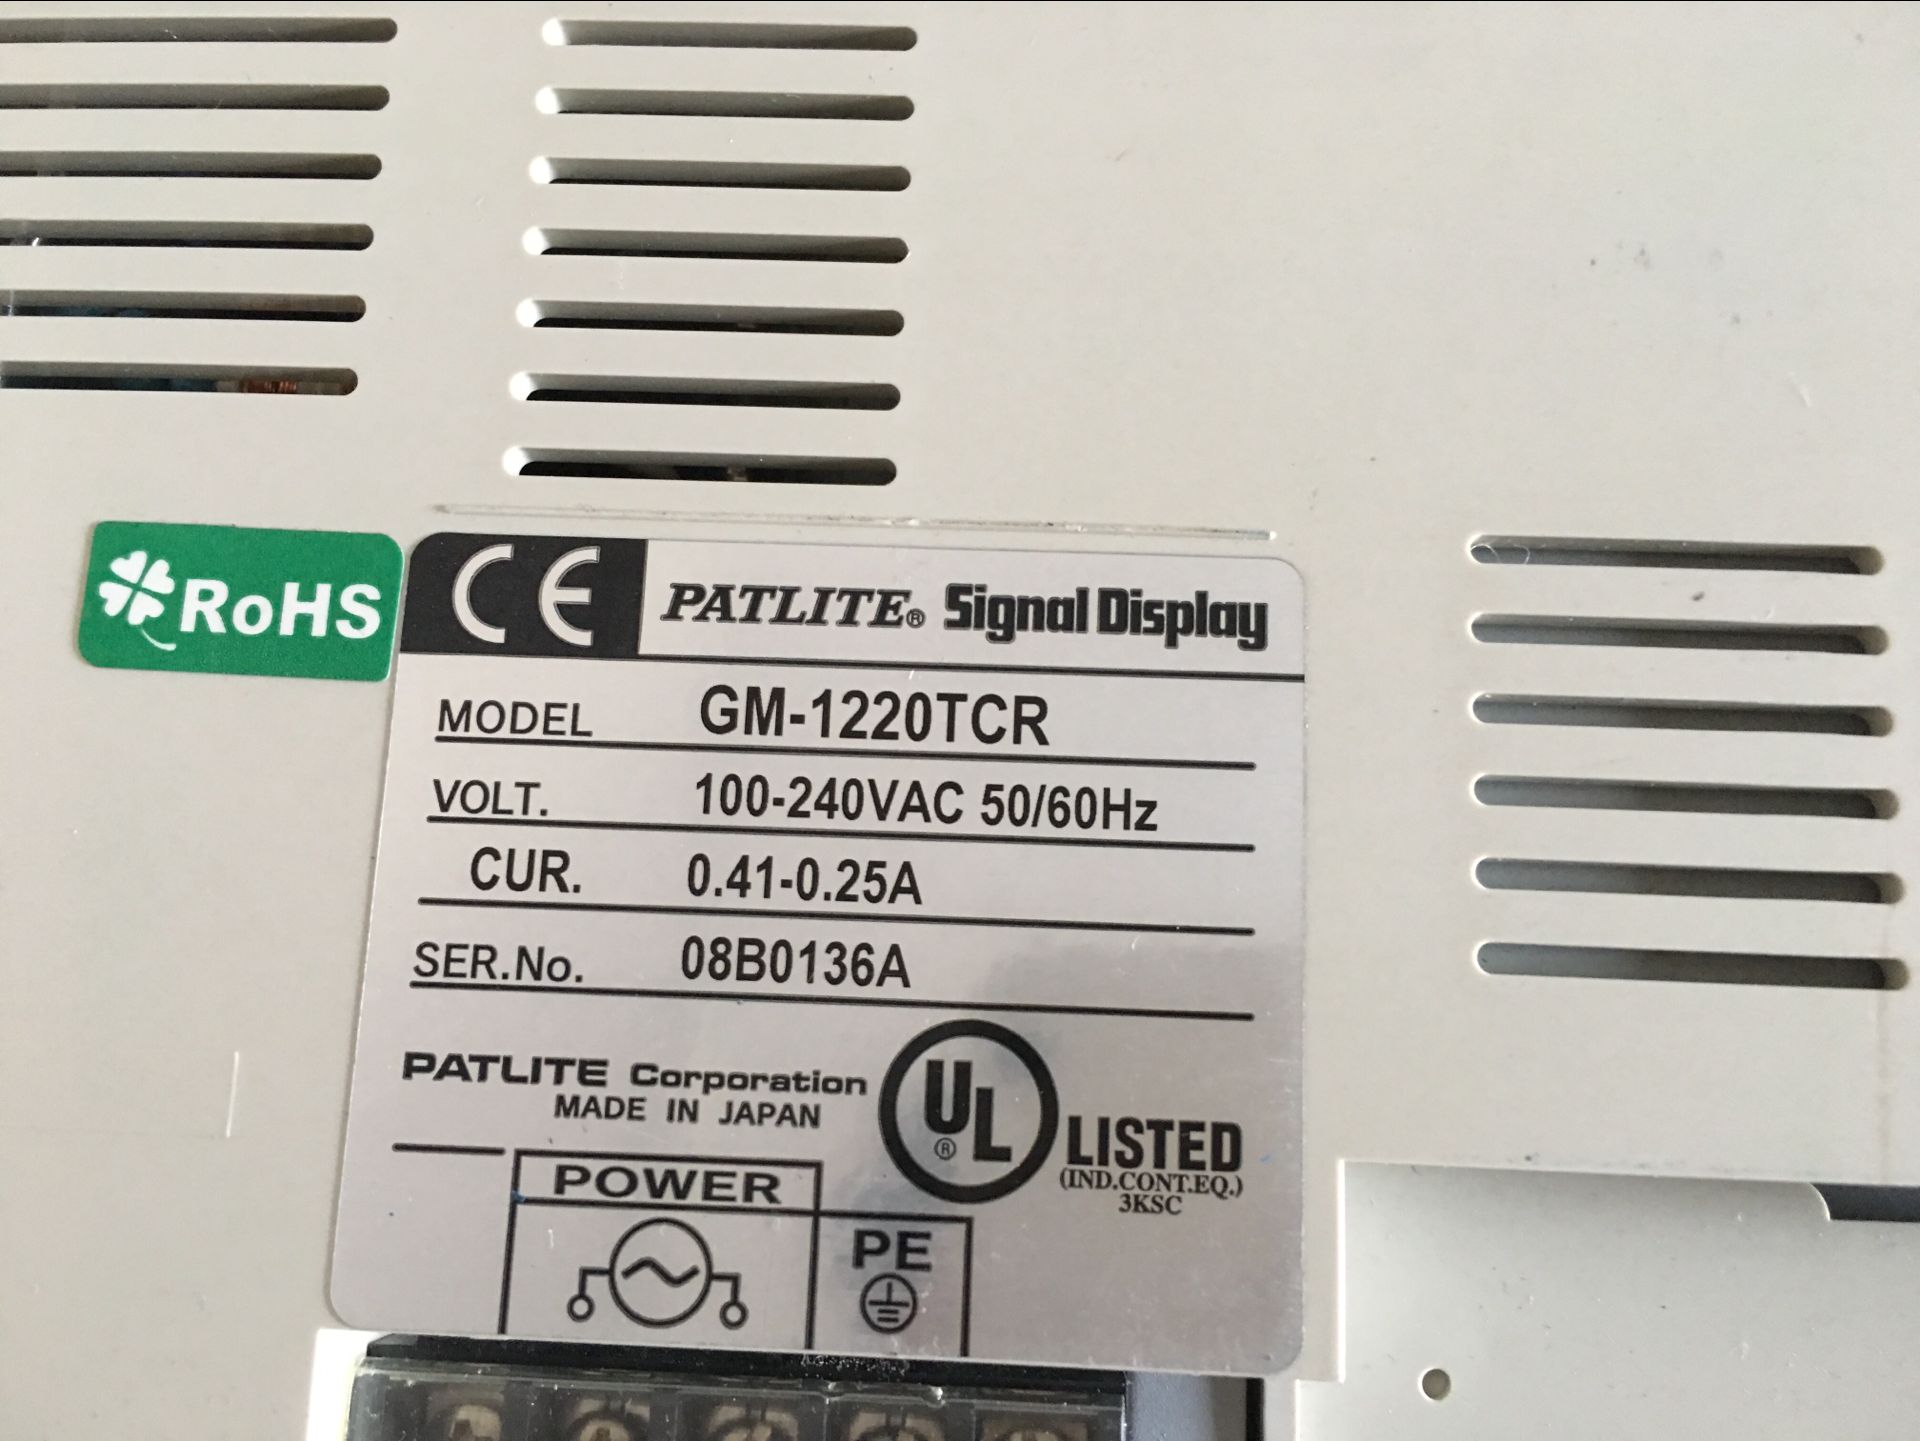 RoHS
CE PATLITE® Signal Display
MODEL GM-1220TCR
VOLT. 100-240VAC 50/60Hz
CUR. 0.41-0.25A
SER.No. 08B0136A
PATLITE Corporation
MADE IN JAPAN
UL®
LISTED
(IND.CONT.EQ.)
3KSC
POWER
PE